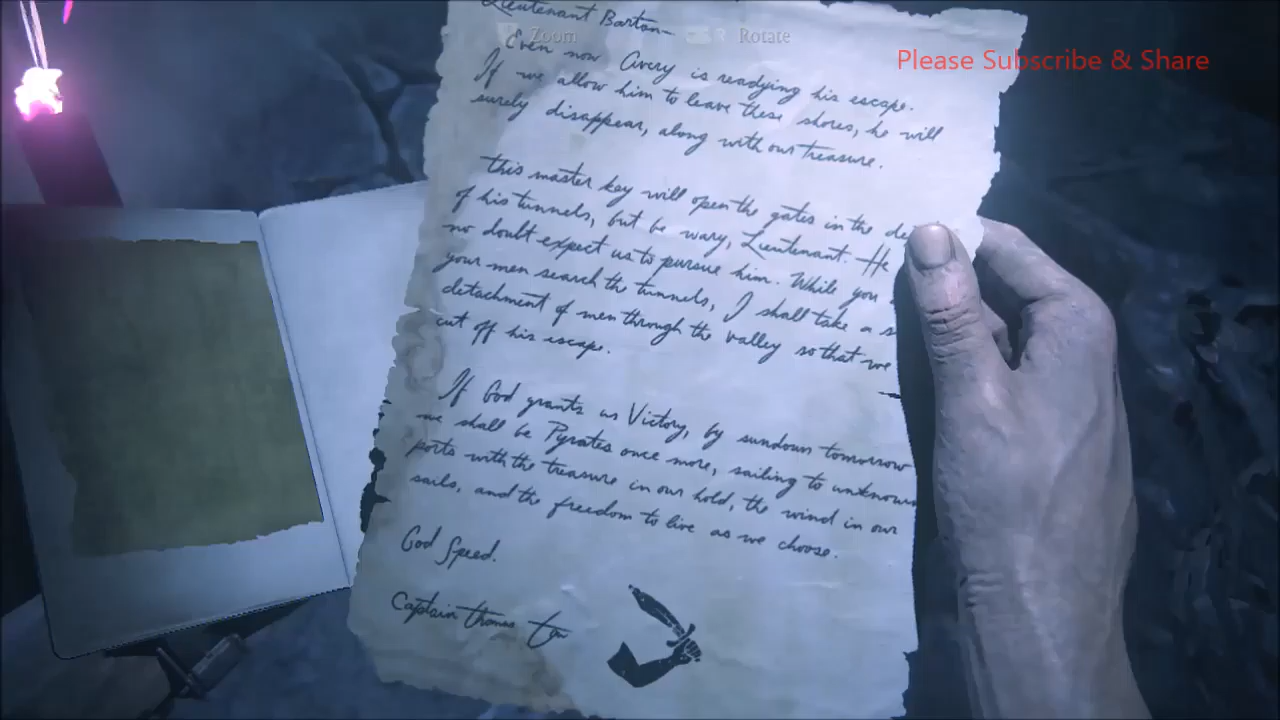 Lieutenant Barton—
Zoom
Rotate
Please Subscribe & Share
Even now Avery is readying his escape.
If we allow him to leave these shores, he will
surely disappear, along with our treasure.
this master key will open the gates in the
of his tunnels, but be wary, Lieutenant. He
no doubt expect us to pursue him. While you
your men search the tunnels, I shall take a
detachment of men through the valley so that we
cut off his escape.
If God grants us Victory, by sundown tomorrow
we shall be Pyrates once more, sailing to unknown
ports with the treasure in our hold, the wind in our
sails, and the freedom to live as we choose.
God Speed.
Captain Thomas Tew